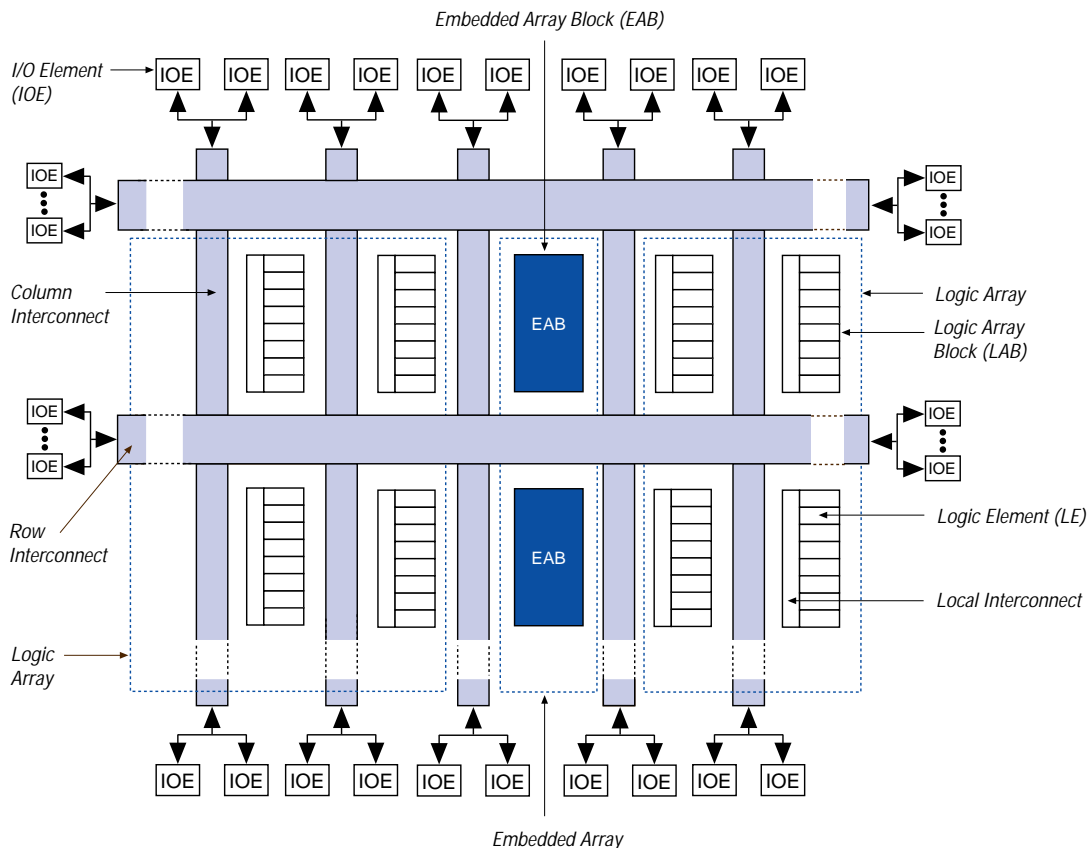 Embedded Array Block (EAB)
I/O Element
(IOE)
IOE IOE IOE IOE IOE IOE IOE IOE IOE IOE
IOE
IOE
IOE
IOE
Column
Interconnect
EAB
Logic Array
Logic Array
Block (LAB)
IOE
IOE
IOE
IOE
Row
Interconnect
EAB
Logic Element (LE)
Local Interconnect
Logic
Array
IOE IOE IOE IOE IOE IOE IOE IOE IOE IOE
Embedded Array